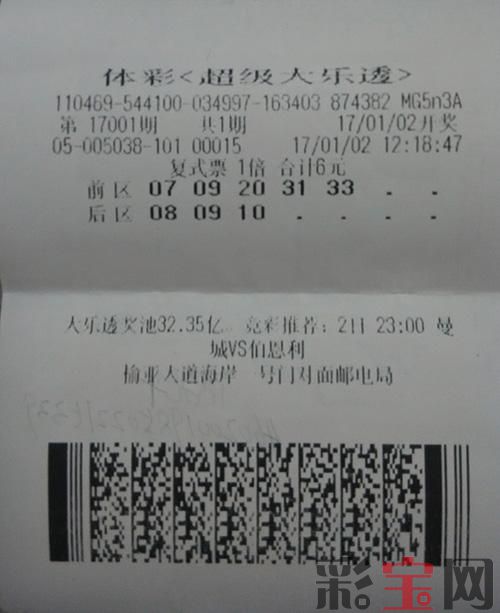 体彩<超级大乐透>
110469-544100-034997-163403 874382 MG5n3A
第 17001期 共1期 17/01/02开奖
05-005038-101 00015 17/01/02 12:18:47
复式票 1倍 合计6元
前区 07 09 20 31 33 . .
后区 08 09 10 . . . .
大乐透奖池32.35亿. 竞彩推荐: 2日 23:00 曼
城VS伯恩利
榆亚大道海岸一号门对面邮电局
彩宝网